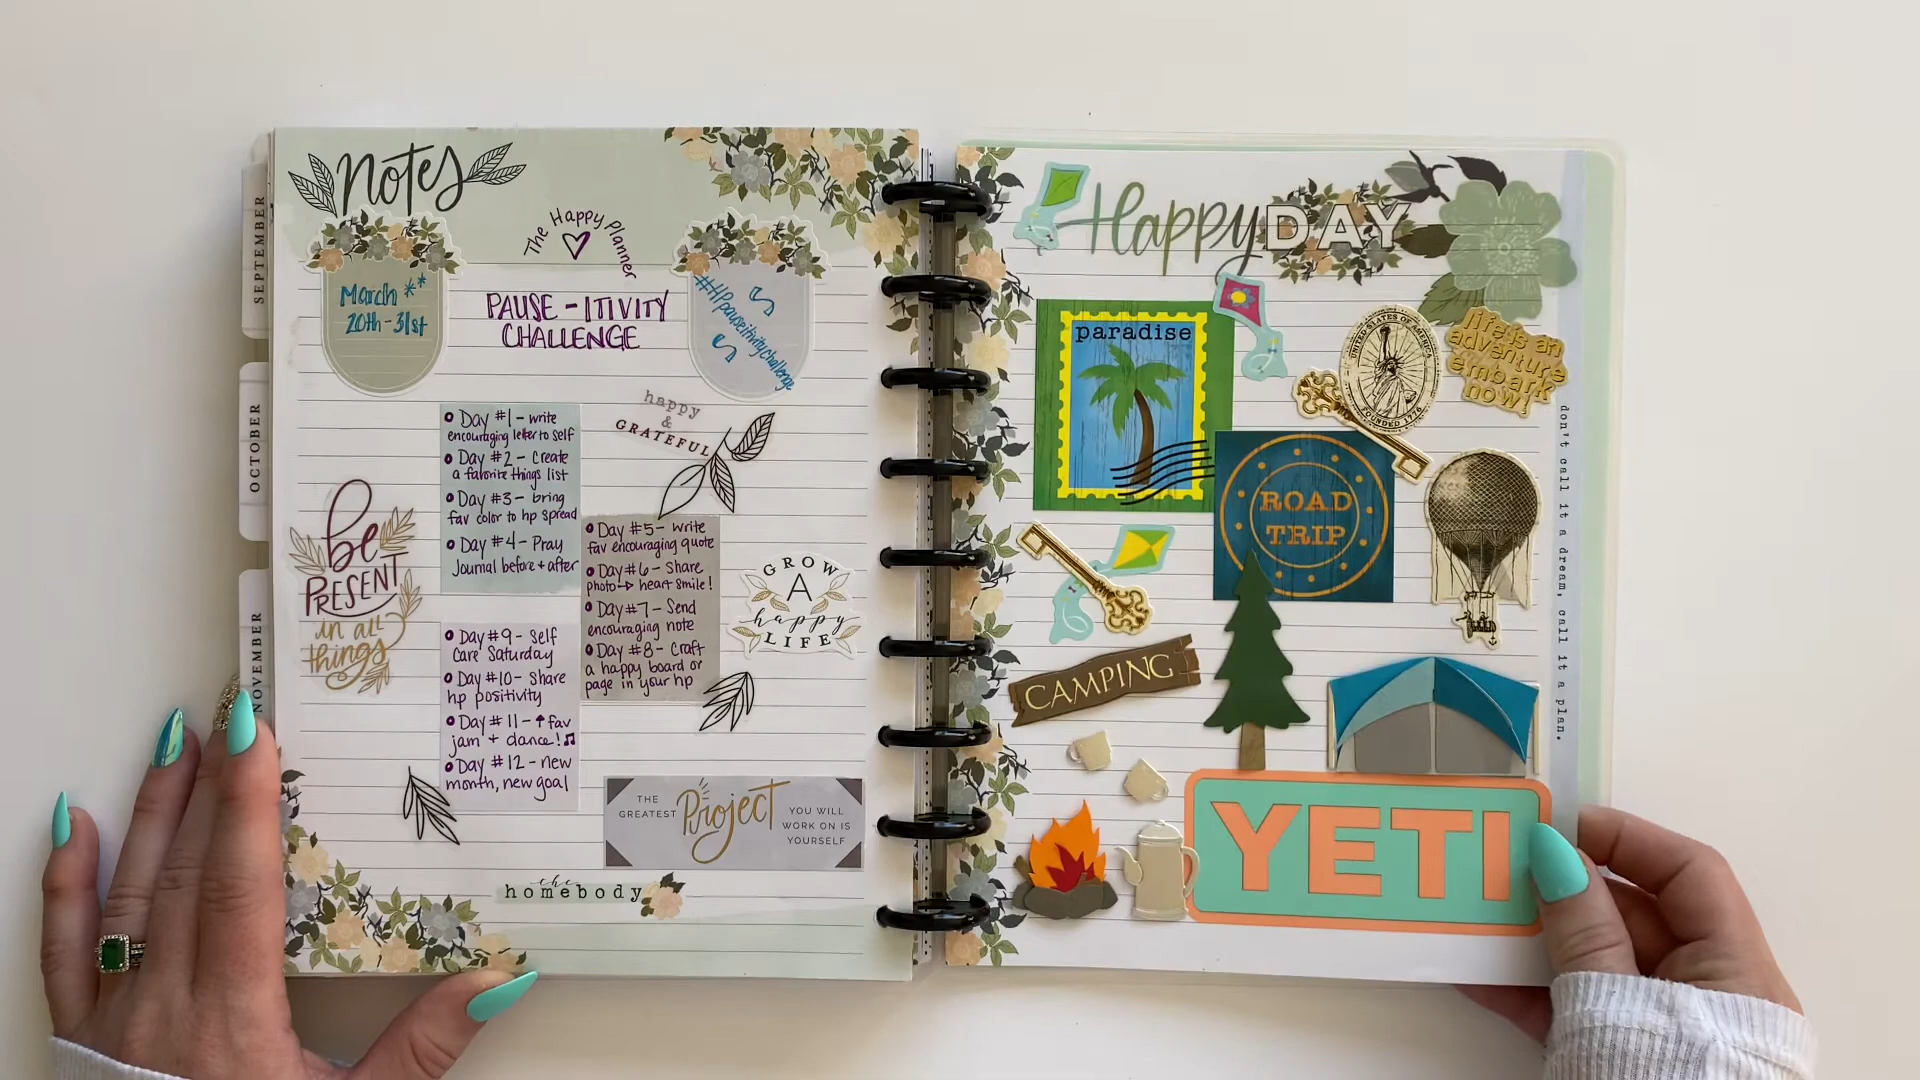 SEPTEMBER
OCTOBER
NOVEMBER
Notes
The Happy Planner
March **
20th-31st
PAUSE-ITIVITY
CHALLENGE
#HPpauseitivitychallenge
happy
&
GRATEFUL
Day #1 - write
encouraging letter to self
Day #2 - Create
a favorite things list
Day #3 - bring
fav color to hp spread
Day #4 - Pray
Journal before + after
Day #5 - write
fav encouraging quote
Day #6 - Share
photo → heart smile!
Day #7 - Send
encouraging note
Day #8 - Craft
a happy board or
page in your hp
Day #9 - Self
Care Saturday
Day #10 - Share
hp positivity
Day #11 - ↑ fav
jam + dance!♫
Day #12 - new
month, new goal
be
PRESENT
in all
things
GROW
A
happy
LIFE
THE
GREATEST
Project
YOU WILL
WORK ON IS
YOURSELF
the
homebody
Happy DAY
paradise
UNITED STATES OF AMERICA
FOUNDED 1776
life is an
adventure
embark
now!
ROAD
TRIP
don't call it a dream, call it a plan.
CAMPING
YETI